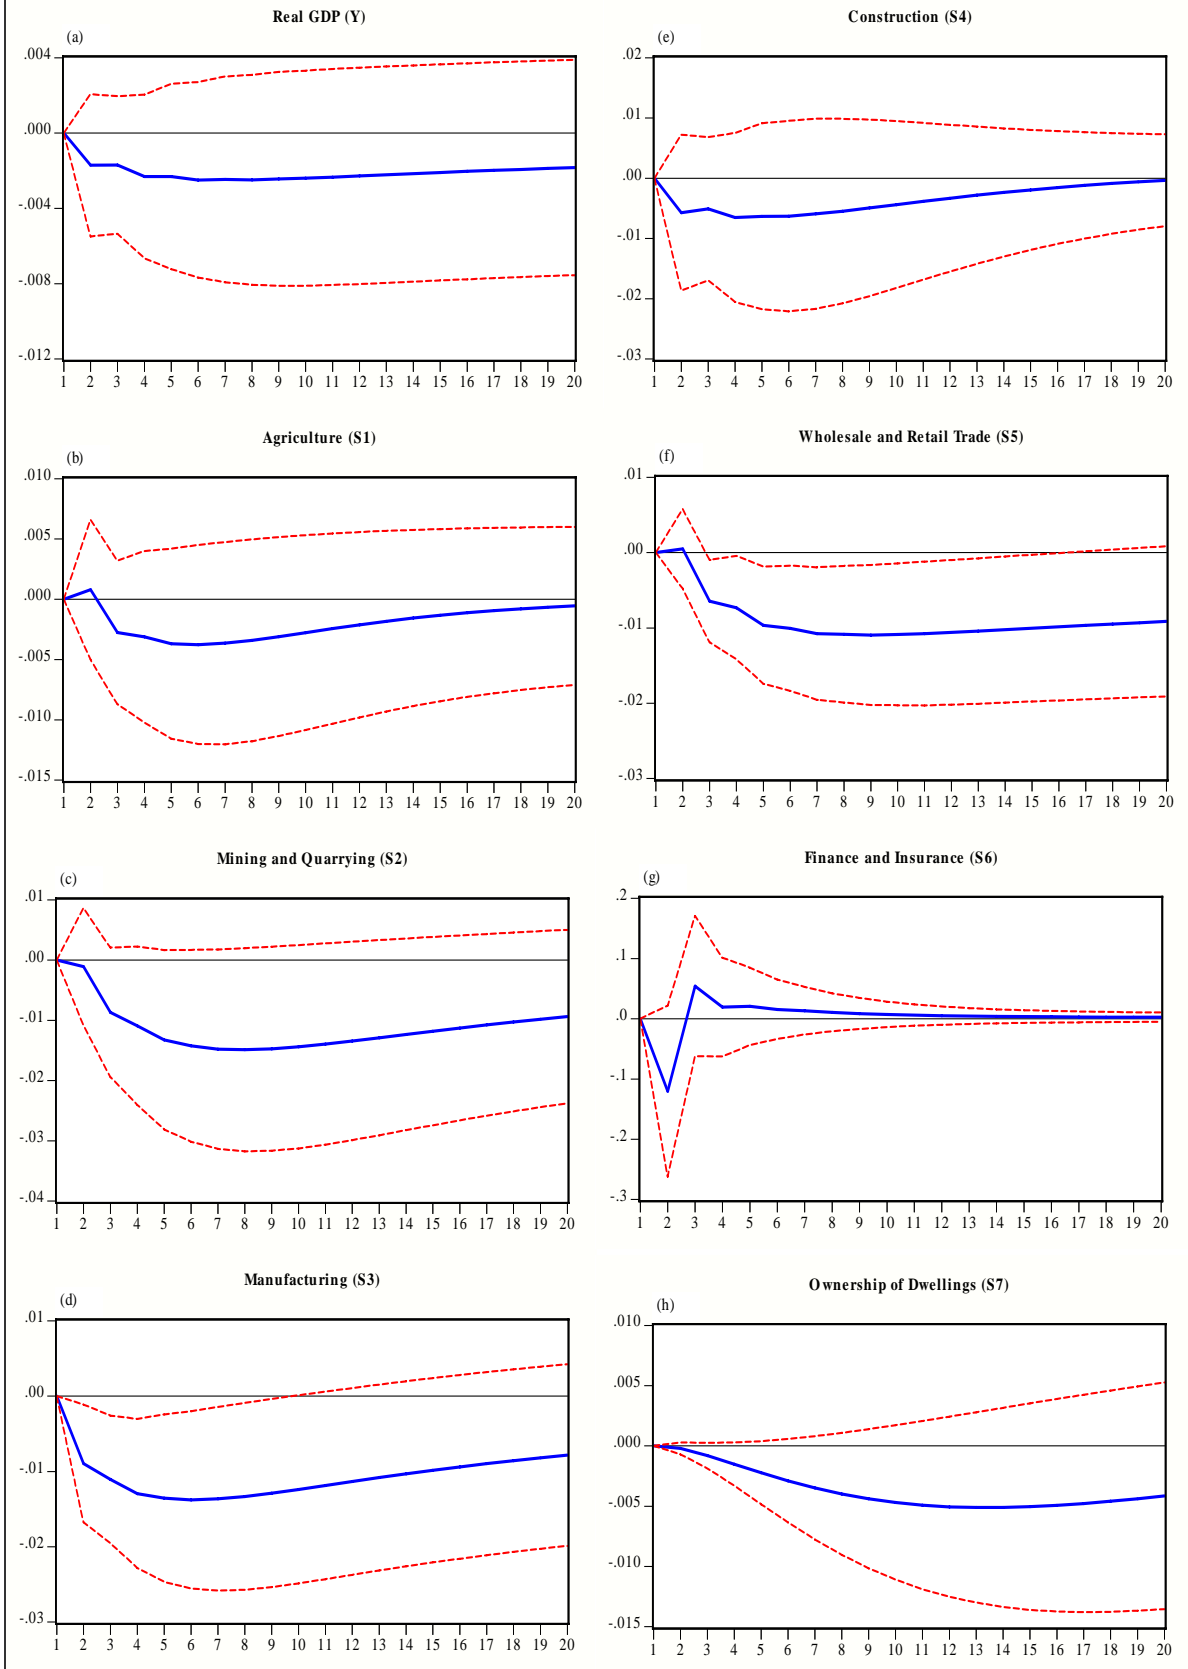 Real GDP (Y)
(a)
.004
.000
-.004
-.008
-.012
1 2 3 4 5 6 7 8 9 10 11 12 13 14 15 16 17 18 19 20
Agriculture (S1)
(b)
.010
.005
.000
-.005
-.010
-.015
1 2 3 4 5 6 7 8 9 10 11 12 13 14 15 16 17 18 19 20
Mining and Quarrying (S2)
(c)
.01
.00
-.01
-.02
-.03
-.04
1 2 3 4 5 6 7 8 9 10 11 12 13 14 15 16 17 18 19 20
Manufacturing (S3)
(d)
.01
.00
-.01
-.02
-.03
1 2 3 4 5 6 7 8 9 10 11 12 13 14 15 16 17 18 19 20
Construction (S4)
(e)
.02
.01
.00
-.01
-.02
-.03
1 2 3 4 5 6 7 8 9 10 11 12 13 14 15 16 17 18 19 20
Wholesale and Retail Trade (S5)
(f)
.01
.00
-.01
-.02
-.03
1 2 3 4 5 6 7 8 9 10 11 12 13 14 15 16 17 18 19 20
Finance and Insurance (S6)
(g)
.2
.1
.0
-.1
-.2
-.3
1 2 3 4 5 6 7 8 9 10 11 12 13 14 15 16 17 18 19 20
Ownership of Dwellings (S7)
(h)
.010
.005
.000
-.005
-.010
-.015
1 2 3 4 5 6 7 8 9 10 11 12 13 14 15 16 17 18 19 20